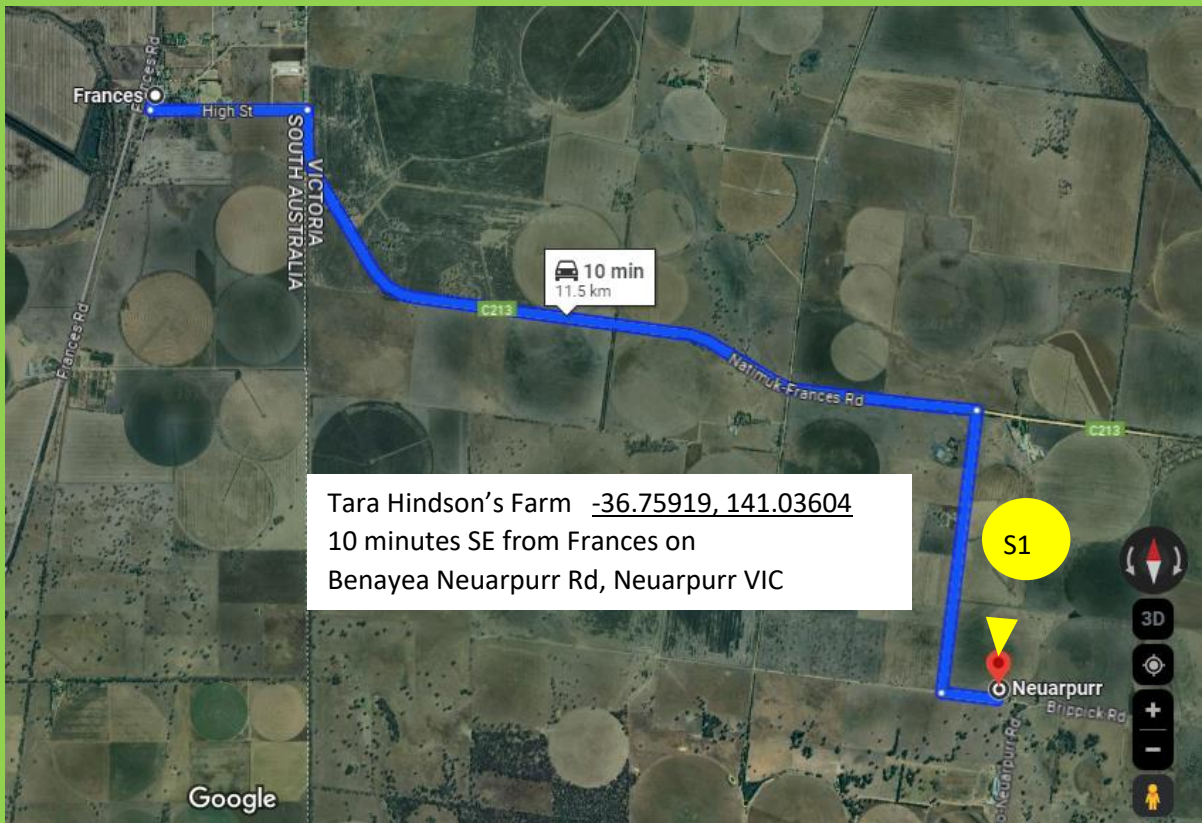 Frances Rd
Frances
High St
VICTORIA
SOUTH AUSTRALIA
10 min
11.5 km
C213
Frances Rd
Natimuk-Frances Rd
C213
Tara Hindson’s Farm -36.75919, 141.03604
10 minutes SE from Frances on
Benayea Neuarpurr Rd, Neuarpurr VIC
S1
3D
Neuarpurr
Brippick Rd
o-Neuarpurr Rd
+
−
Google